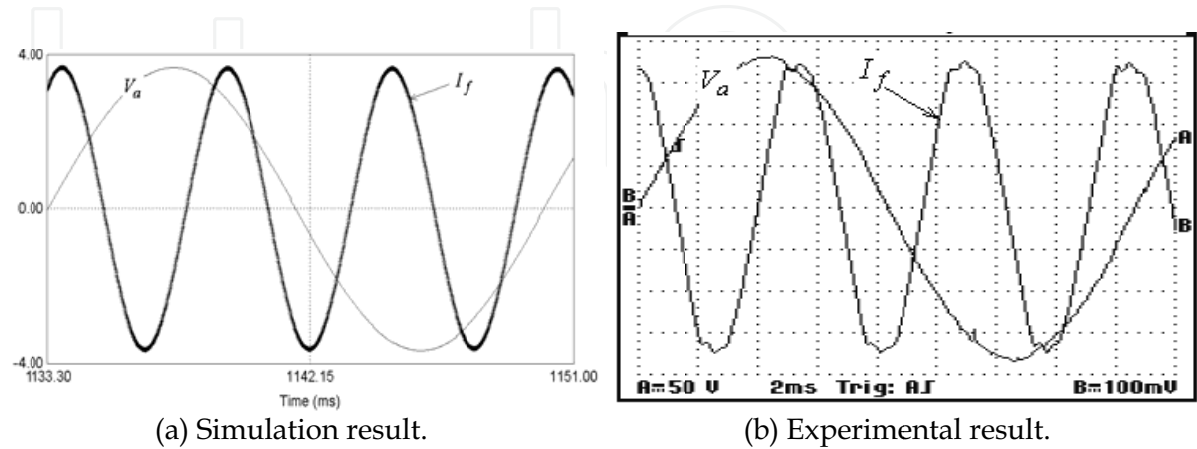 4.00
0.00
-4.00
V_a
I_f
1133.30
1142.15
1151.00
Time (ms)
(a) Simulation result.
V_a
I_f
B
A
A
B
A=50 V 2ms Trig: A∫ B=100mV
(b) Experimental result.